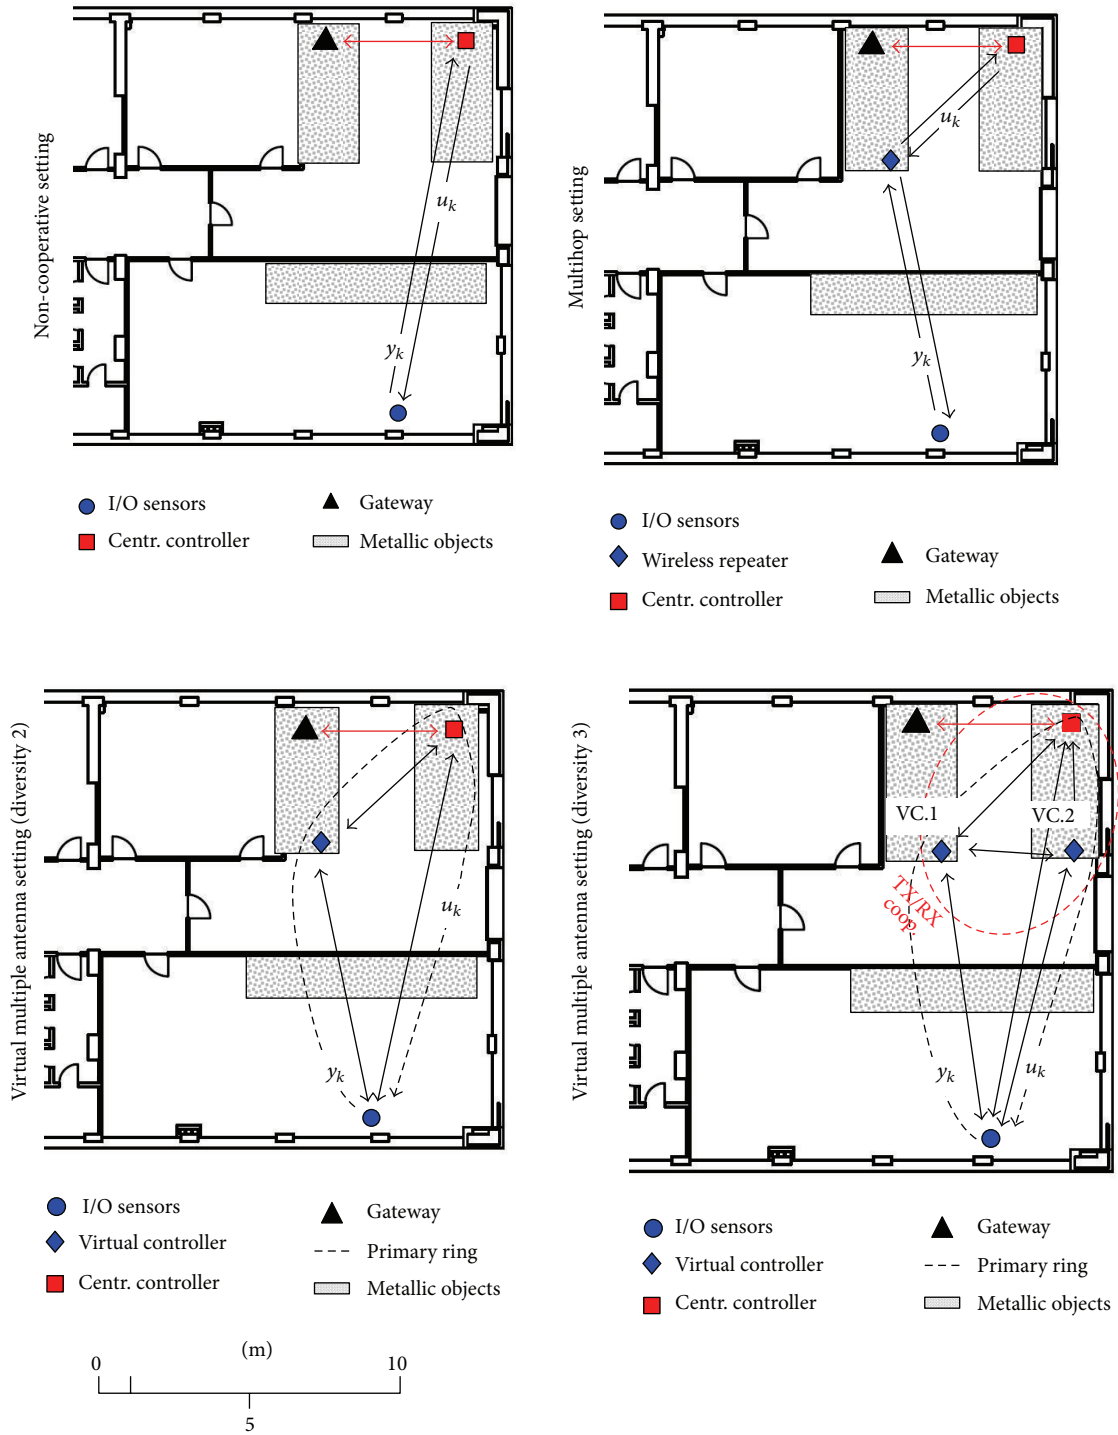 Non-cooperative setting
u_k
y_k
I/O sensors
Gateway
Centr. controller
Metallic objects
Multihop setting
u_k
y_k
I/O sensors
Wireless repeater
Gateway
Centr. controller
Metallic objects
Virtual multiple antenna setting (diversity 2)
u_k
y_k
I/O sensors
Gateway
Virtual controller
Primary ring
Centr. controller
Metallic objects
(m)
0
10
5
Virtual multiple antenna setting (diversity 3)
VC.1
VC.2
TX/RX
coop.
y_k
u_k
I/O sensors
Gateway
Virtual controller
Primary ring
Centr. controller
Metallic objects